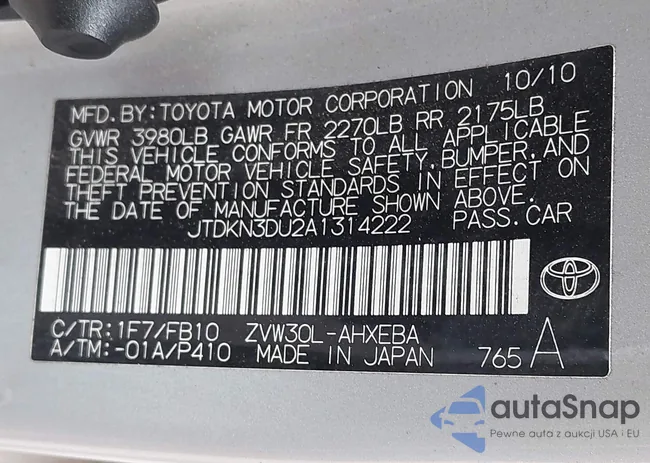 MFD. BY: TOYOTA MOTOR CORPORATION 10/10
GVWR 3980LB GAWR FR 2270LB RR 2175LB
THIS VEHICLE CONFORMS TO ALL APPLICABLE
FEDERAL MOTOR VEHICLE SAFETY, BUMPER, AND
THEFT PREVENTION STANDARDS IN EFFECT ON
THE DATE OF MANUFACTURE SHOWN ABOVE.
JTDKN3DU2A1314222 PASS. CAR
C/TR: 1F7/FB10 ZVW30L-AHXEBA
A/TM: -01A/P410 MADE IN JAPAN 765 A
autaSnap
Pewne auta z aukcji USA i EU